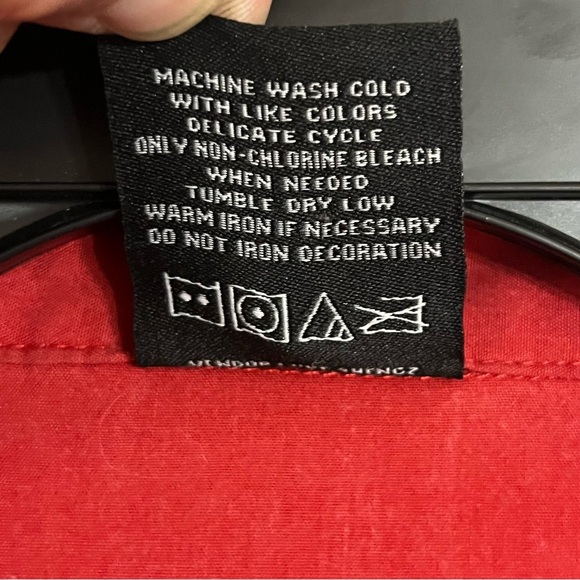 MACHINE WASH COLD
WITH LIKE COLORS
DELICATE CYCLE
ONLY NON-CHLORINE BLEACH
WHEN NEEDED
TUMBLE DRY LOW
WARM IRON IF NECESSARY
DO NOT IRON DECORATION
VENDOR